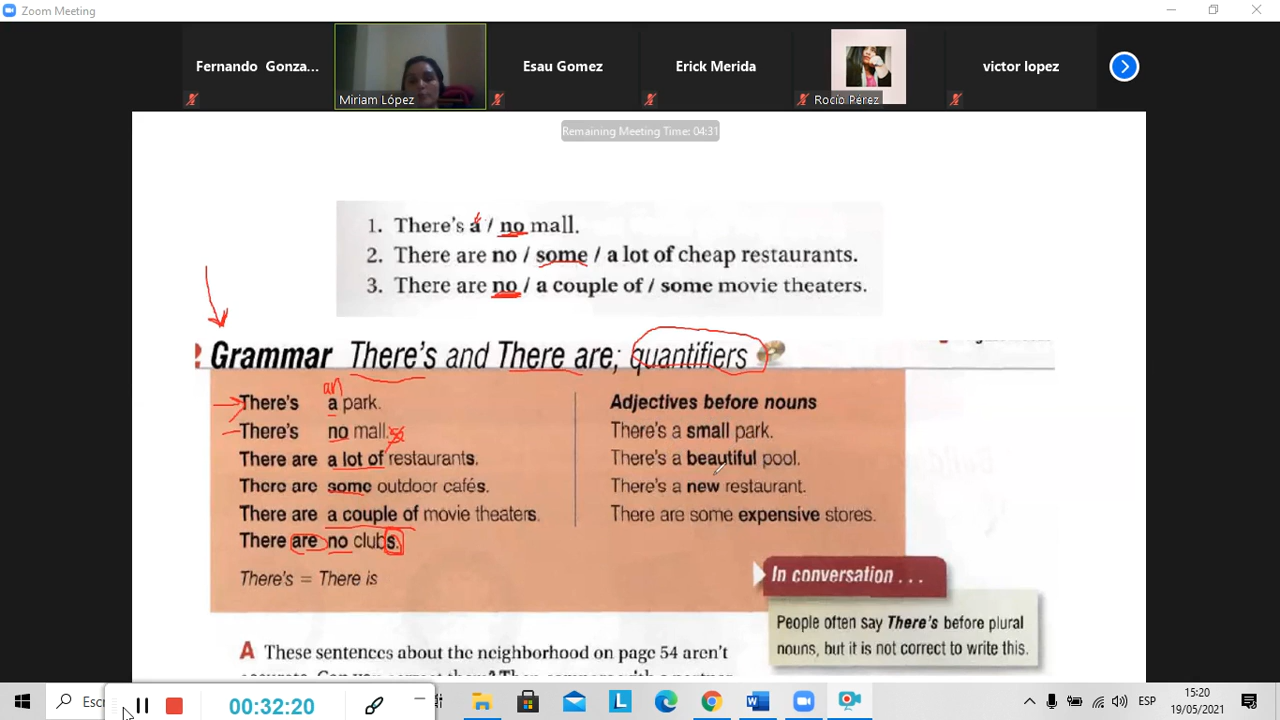 Zoom Meeting
Fernando Gonza...
Miriam López
Esau Gomez
Erick Merida
Rocío Pérez
victor lopez
Remaining Meeting Time: 04:31
1. There's a / no mall.
2. There are no / some / a lot of cheap restaurants.
3. There are no / a couple of / some movie theaters.
Grammar There's and There are; quantifiers
an
There's a park.
There's no mall.
There are a lot of restaurants.
There are some outdoor cafés.
There are a couple of movie theaters.
There are no clubs.
There's = There is
Adjectives before nouns
There's a small park.
There's a beautiful pool.
There's a new restaurant.
There are some expensive stores.
In conversation . . .
People often say There's before plural
nouns, but it is not correct to write this.
A These sentences about the neighborhood on page 54 aren't
Escr
00:32:20
ESP
15:20
19/05/2021